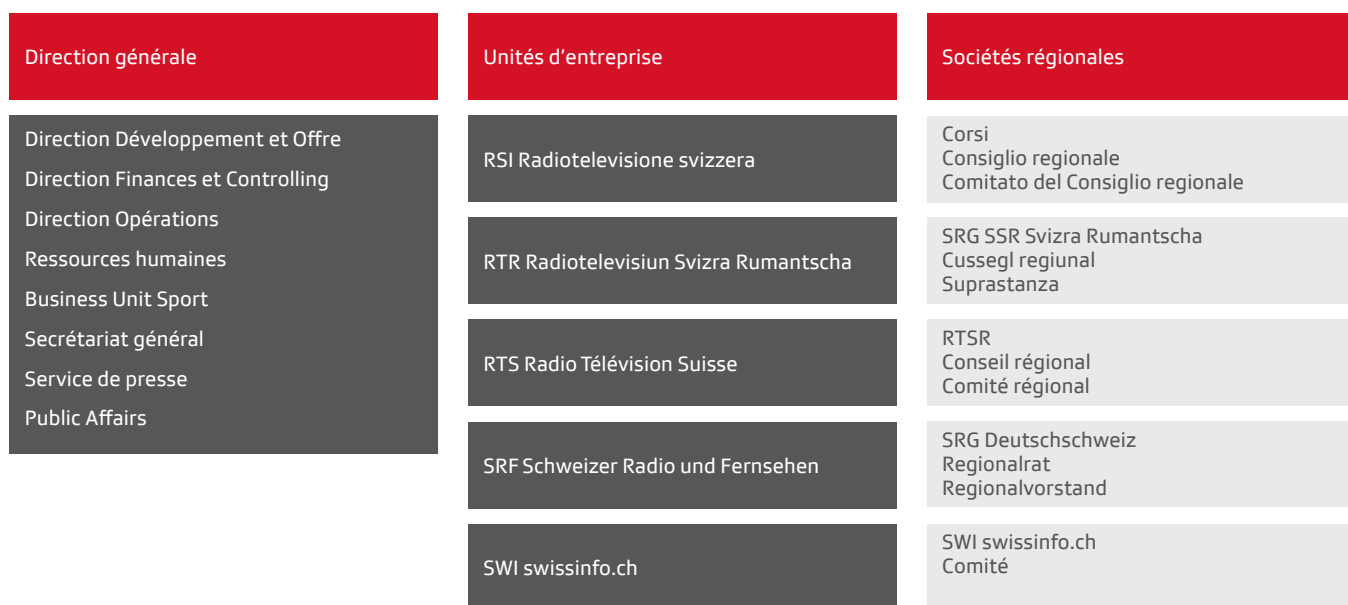 Direction générale
Direction Développement et Offre
Direction Finances et Controlling
Direction Opérations
Ressources humaines
Business Unit Sport
Secrétariat général
Service de presse
Public Affairs
Unités d’entreprise
RSI Radiotelevisione svizzera
RTR Radiotelevisiun Svizra Rumantscha
RTS Radio Télévision Suisse
SRF Schweizer Radio und Fernsehen
SWI swissinfo.ch
Sociétés régionales
Corsi
Consiglio regionale
Comitato del Consiglio regionale
SRG SSR Svizra Rumantscha
Cussegl regiunal
Suprastanza
RTSR
Conseil régional
Comité régional
SRG Deutschschweiz
Regionalrat
Regionalvorstand
SWI swissinfo.ch
Comité